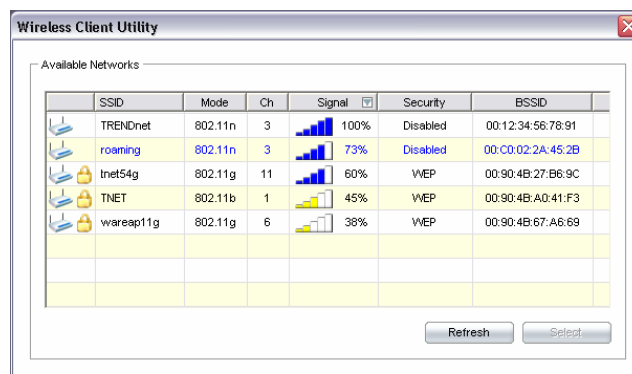 Wireless Client Utility
Available Networks
SSID Mode Ch Signal Security BSSID
TRENDnet 802.11n 3 100% Disabled 00:12:34:56:78:91
roaming 802.11n 3 73% Disabled 00:C0:02:2A:45:2B
tnet54g 802.11g 11 60% WEP 00:90:4B:27:B6:9C
TNET 802.11b 1 45% WEP 00:90:4B:A0:41:F3
wareap11g 802.11g 6 38% WEP 00:90:4B:67:A6:69
Refresh Select